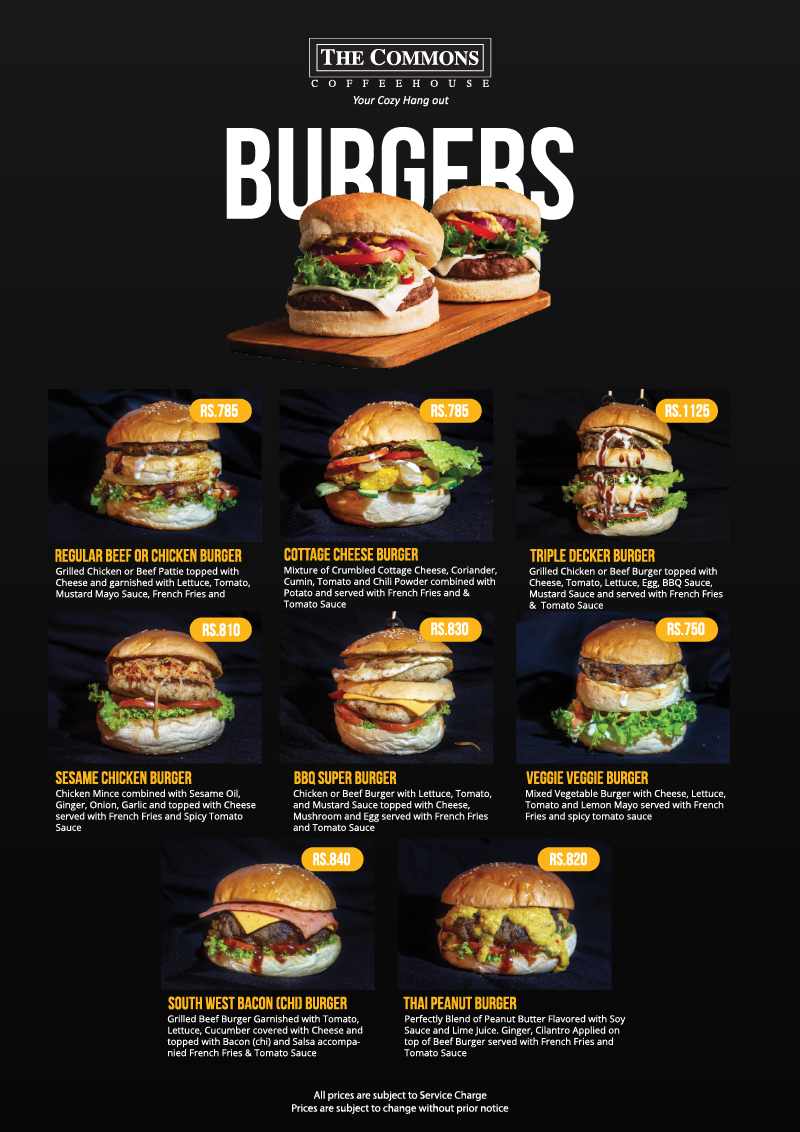 THE COMMONS
COFFEEHOUSE
Your Cozy Hang out
BURGERS
RS.785
REGULAR BEEF OR CHICKEN BURGER
Grilled Chicken or Beef Pattie topped with
Cheese and garnished with Lettuce, Tomato,
Mustard Mayo Sauce, French Fries and
RS.785
COTTAGE CHEESE BURGER
Mixture of Crumbled Cottage Cheese, Coriander,
Cumin, Tomato and Chili Powder combined with
Potato and served with French Fries and &
Tomato Sauce
RS.1125
TRIPLE DECKER BURGER
Grilled Chicken or Beef Burger topped with
Cheese, Tomato, Lettuce, Egg, BBQ Sauce,
Mustard Sauce and served with French Fries
& Tomato Sauce
RS.810
SESAME CHICKEN BURGER
Chicken Mince combined with Sesame Oil,
Ginger, Onion, Garlic and topped with Cheese
served with French Fries and Spicy Tomato
Sauce
RS.830
BBQ SUPER BURGER
Chicken or Beef Burger with Lettuce, Tomato,
and Mustard Sauce topped with Cheese,
Mushroom and Egg served with French Fries
and Tomato Sauce
RS.750
VEGGIE VEGGIE BURGER
Mixed Vegetable Burger with Cheese, Lettuce,
Tomato and Lemon Mayo served with French
Fries and spicy tomato sauce
RS.840
SOUTH WEST BACON (CHI) BURGER
Grilled Beef Burger Garnished with Tomato,
Lettuce, Cucumber covered with Cheese and
topped with Bacon (chi) and Salsa accompa-
nied French Fries & Tomato Sauce
RS.820
THAI PEANUT BURGER
Perfectly Blend of Peanut Butter Flavored with Soy
Sauce and Lime Juice. Ginger, Cilantro Applied on
top of Beef Burger served with French Fries and
Tomato Sauce
All prices are subject to Service Charge
Prices are subject to change without prior notice